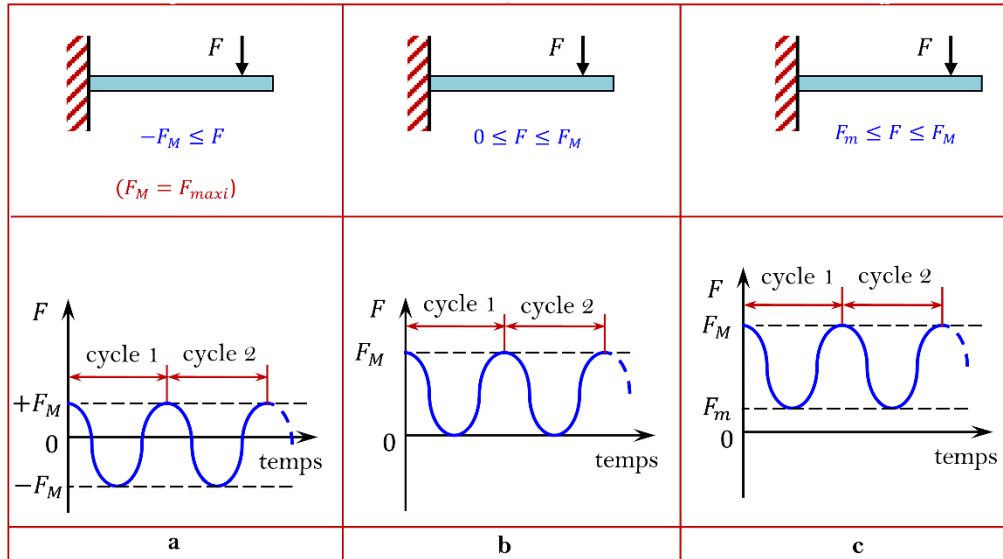 F
−F_M ≤ F
(F_M = F_maxi)
F
0 ≤ F ≤ F_M
F
F_m ≤ F ≤ F_M
F
cycle 1 cycle 2
+F_M
0
temps
−F_M
cycle 1 cycle 2
F_M
0
temps
F
cycle 1 cycle 2
F_M
F_m
0
temps
a
b
c